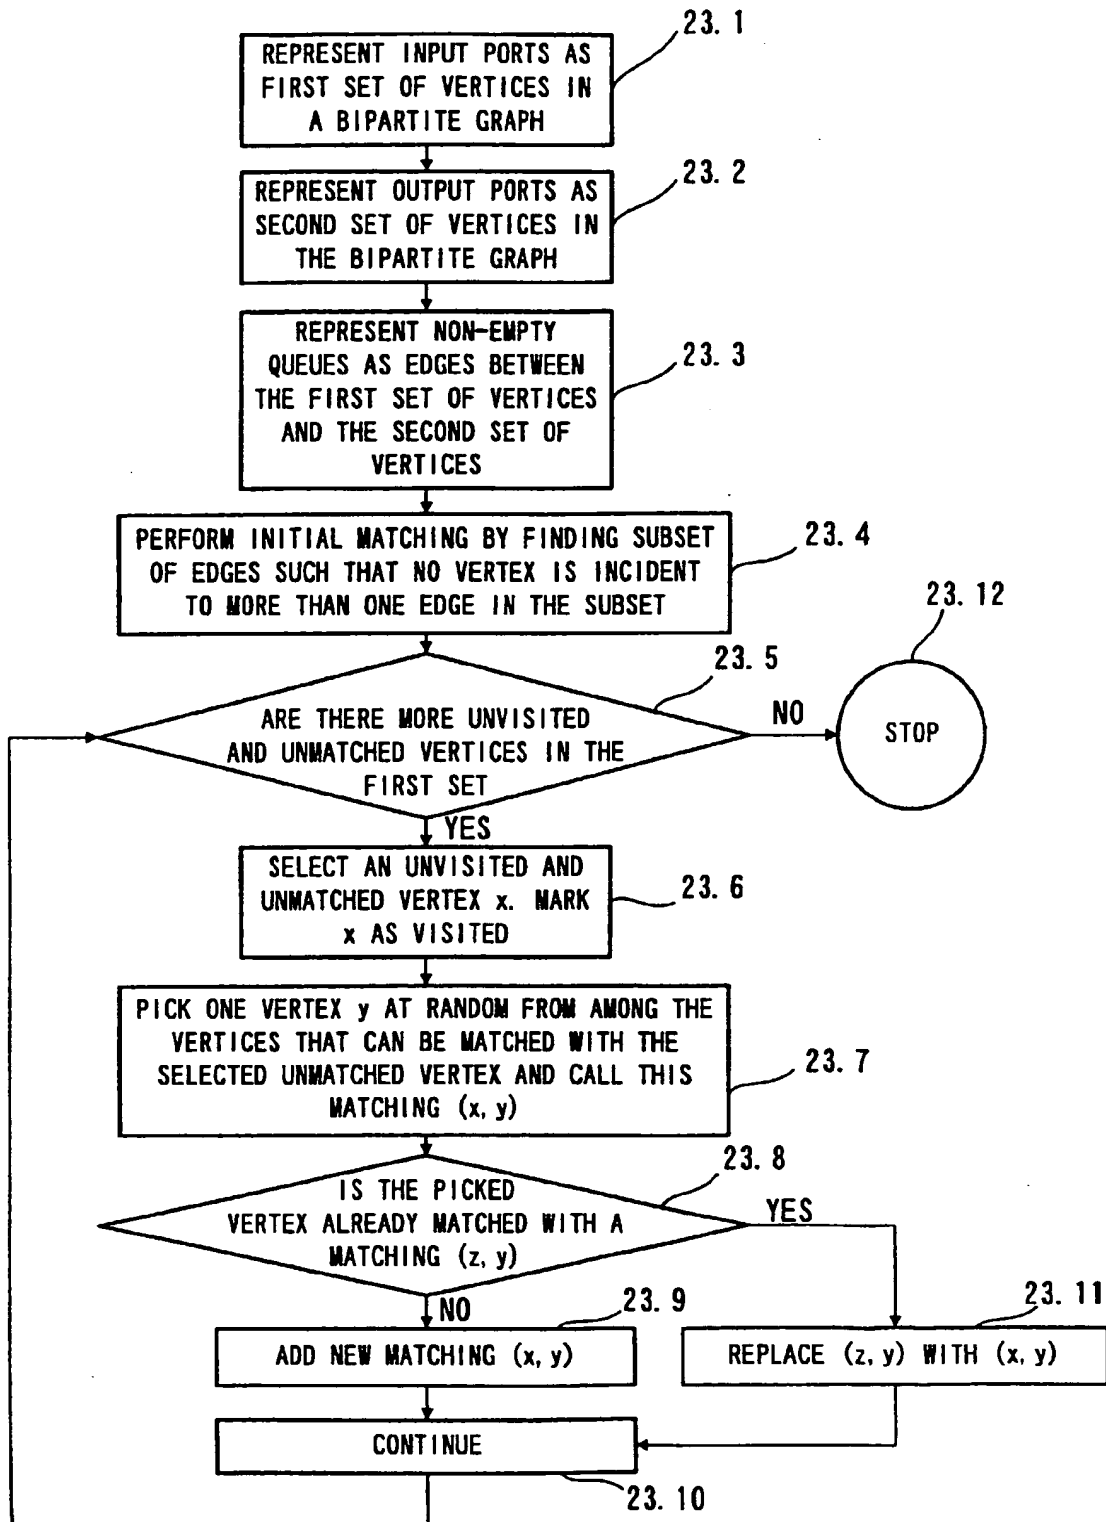 23. 1
REPRESENT INPUT PORTS AS
FIRST SET OF VERTICES IN
A BIPARTITE GRAPH
23. 2
REPRESENT OUTPUT PORTS AS
SECOND SET OF VERTICES IN
THE BIPARTITE GRAPH
23. 3
REPRESENT NON-EMPTY
QUEUES AS EDGES BETWEEN
THE FIRST SET OF VERTICES
AND THE SECOND SET OF
VERTICES
23. 4
PERFORM INITIAL MATCHING BY FINDING SUBSET
OF EDGES SUCH THAT NO VERTEX IS INCIDENT
TO MORE THAN ONE EDGE IN THE SUBSET
23. 5
ARE THERE MORE UNVISITED
AND UNMATCHED VERTICES IN THE
FIRST SET
NO
23. 12
STOP
YES
23. 6
SELECT AN UNVISITED AND
UNMATCHED VERTEX x. MARK
x AS VISITED
23. 7
PICK ONE VERTEX y AT RANDOM FROM AMONG THE
VERTICES THAT CAN BE MATCHED WITH THE
SELECTED UNMATCHED VERTEX AND CALL THIS
MATCHING (x, y)
23. 8
IS THE PICKED
VERTEX ALREADY MATCHED WITH A
MATCHING (z, y)
YES
NO
23. 9
ADD NEW MATCHING (x, y)
23. 11
REPLACE (z, y) WITH (x, y)
CONTINUE
23. 10